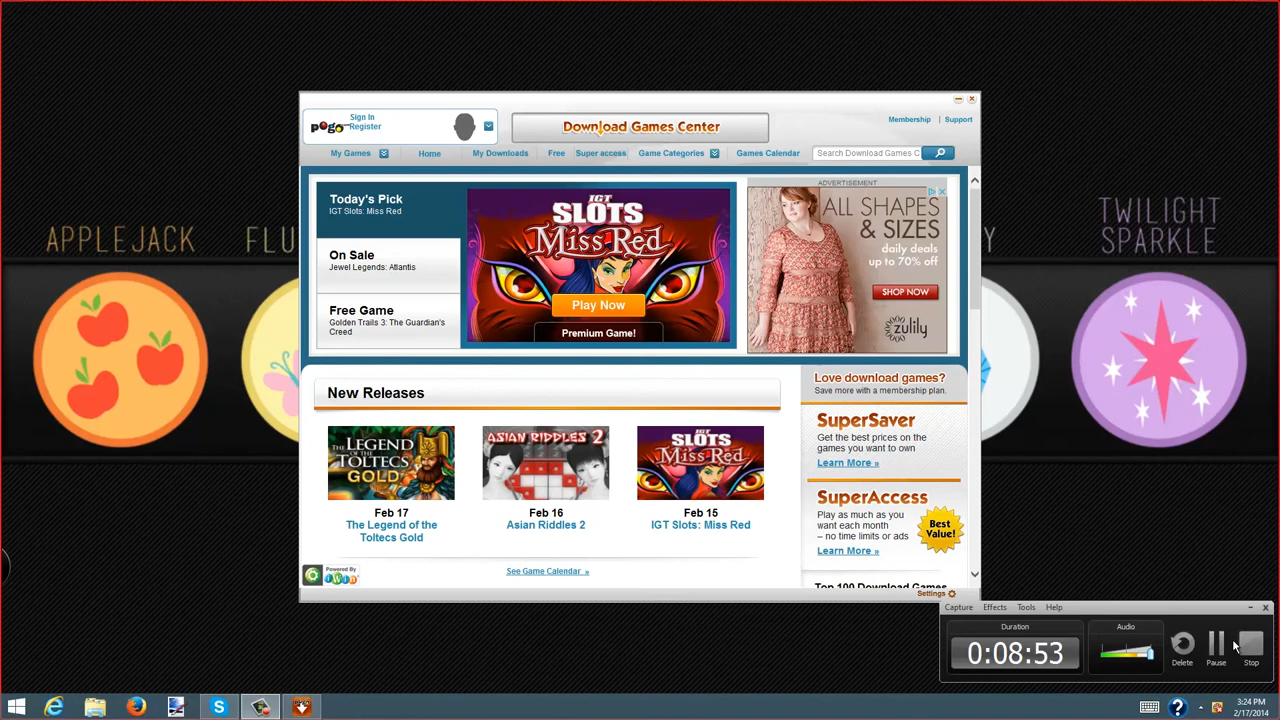 Sign In
pogo
Register
Download Games Center
Membership | Support
My Games
Home
My Downloads
Free
Super access
Game Categories
Games Calendar
Search Download Games C
Today's Pick
IGT Slots: Miss Red
On Sale
Jewel Legends: Atlantis
Free Game
Golden Trails 3: The Guardian's
Creed
IGT
SLOTS
Miss Red
Play Now
Premium Game!
ADVERTISEMENT
ALL SHAPES
& SIZES
daily deals
up to 70% off
SHOP NOW
zulily
APPLEJACK
FLU
Y
TWILIGHT
SPARKLE
New Releases
THE LEGEND
OF THE
TOLTECS
GOLD
Feb 17
The Legend of the
Toltecs Gold
ASIAN RIDDLES 2
Feb 16
Asian Riddles 2
IGT
SLOTS
Miss Red
Feb 15
IGT Slots: Miss Red
See Game Calendar »
Love download games?
Save more with a membership plan.
SuperSaver
Get the best prices on the
games you want to own
Learn More »
SuperAccess
Play as much as you
want each month
– no time limits or ads
Best
Value!
Learn More »
Top 100 Download Games
Powered By
iWin
Settings
Capture Effects Tools Help
Duration
0:08:53
Audio
Delete
Pause
Stop
3:24 PM
2/17/2014